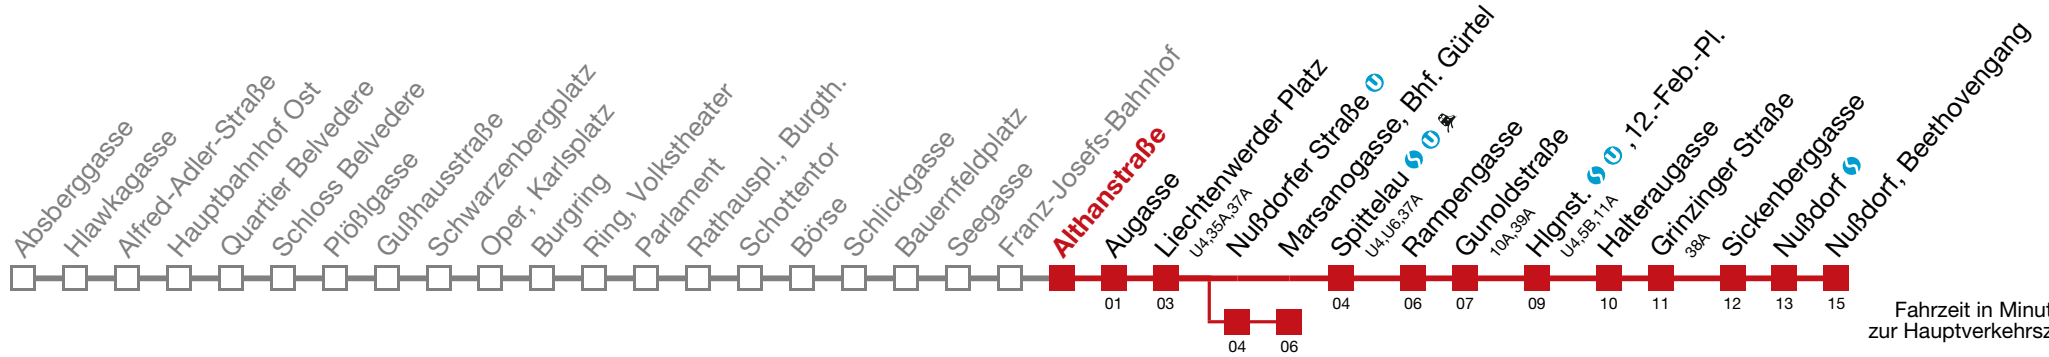 Absberggasse
Hlawkagasse
Alfred-Adler-Straße
Hauptbahnhof Ost
Quartier Belvedere
Schloss Belvedere
Plößlgasse
Gußhausstraße
Schwarzenbergplatz
Oper, Karlsplatz
Burgring
Ring, Volkstheater
Parlament
Rathauspl., Burgth.
Schottentor
Börse
Schlickgasse
Bauernfeldplatz
Seegasse
Franz-Josefs-Bahnhof
Althanstraße
Augasse
Liechtenwerder Platz
U4,35A,37A
Nußdorfer Straße U
Marsanogasse, Bhf. Gürtel
Spittelau S U
U4,U6,37A
Rampengasse
Gunoldstraße
10A,39A
Hlgnst. S U , 12.-Feb.-Pl.
U4,5B,11A
Halteraugasse
Grinzinger Straße
38A
Sickenberggasse
Nußdorf S
Nußdorf, Beethovengang
01 03 04 06 07 09 10 11 12 13 15
04 06
Fahrzeit in Minut
zur Hauptverkehrsz